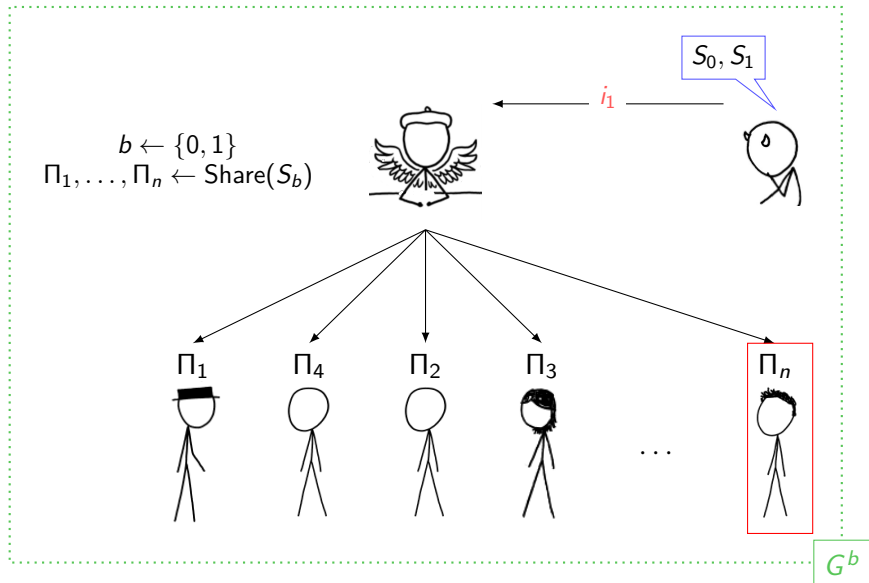 S₀, S₁
i₁
b ← {0, 1}
Π₁, . . . , Πₙ ← Share(S_b)
Π₁ Π₄ Π₂ Π₃ Πₙ
. . .
G^b